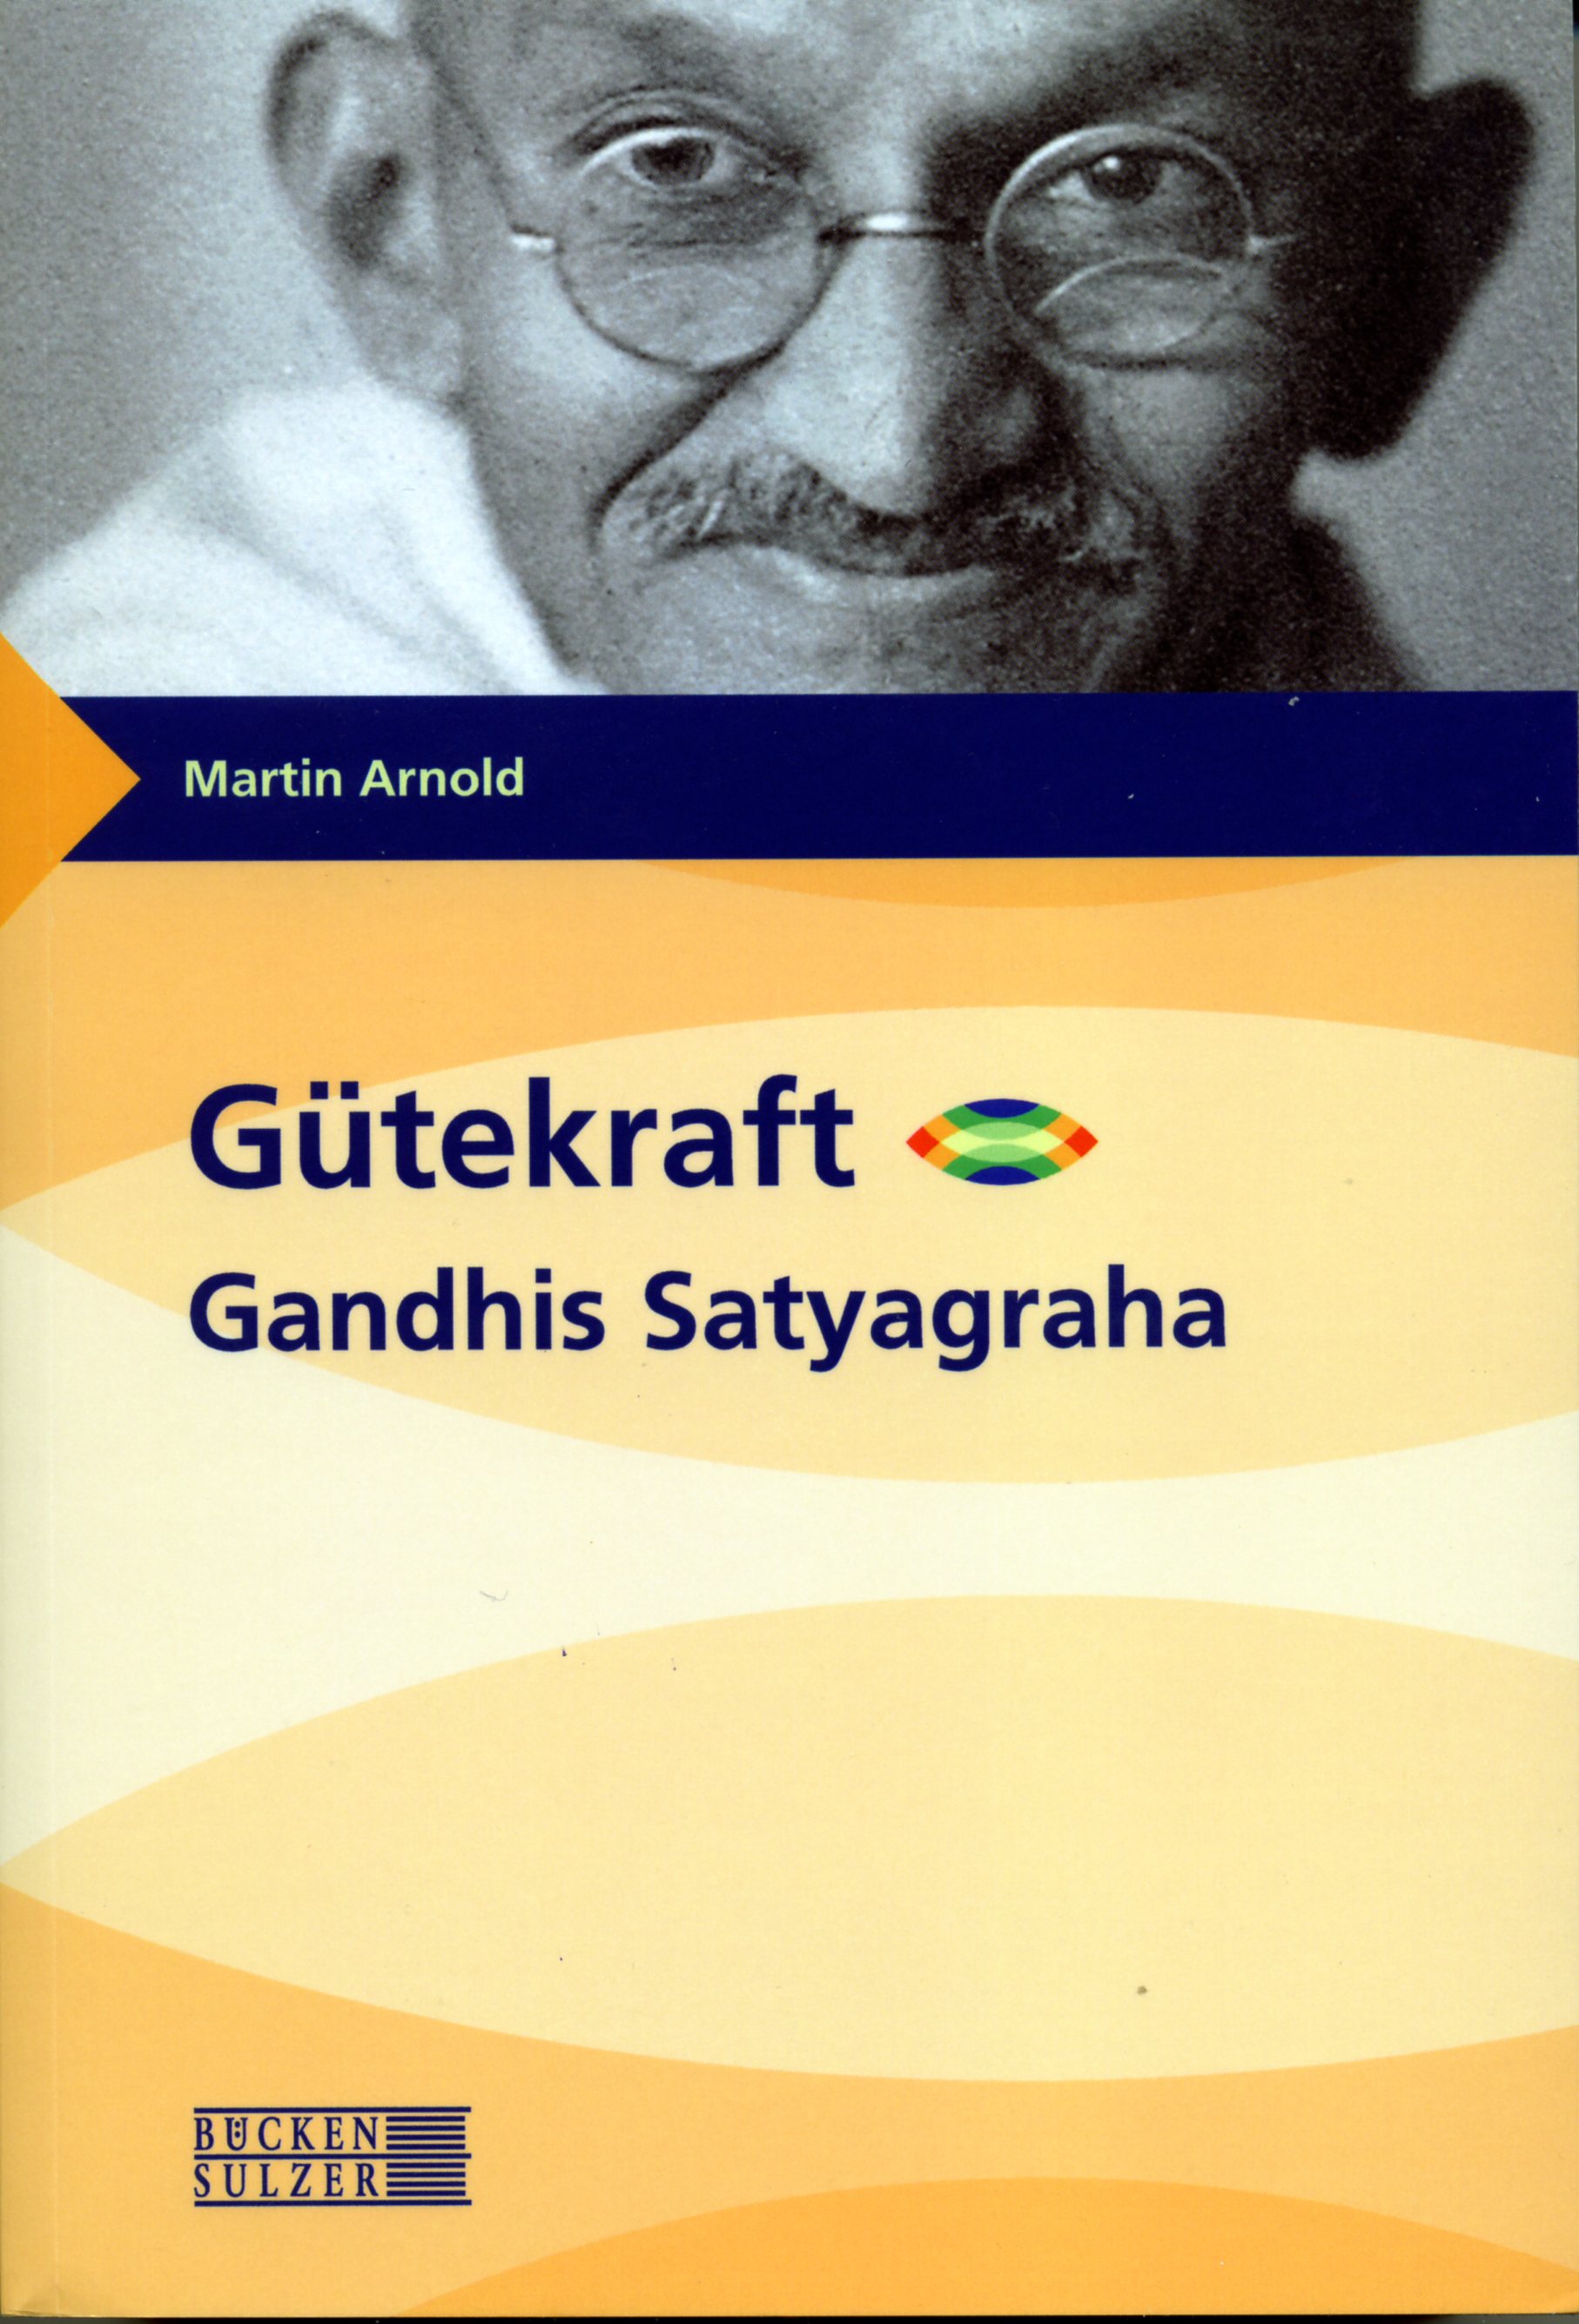 Martin Arnold
Gütekraft
Gandhis Satyagraha
BÜCKEN
SULZER